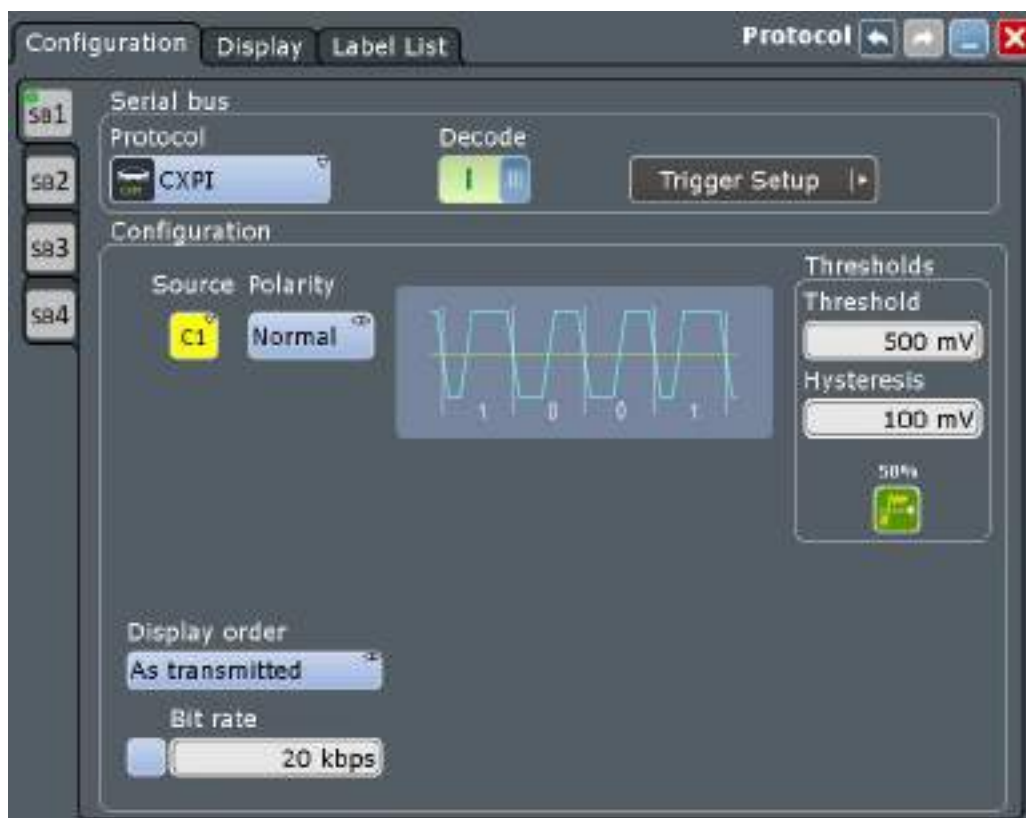 Configuration Display Label List Protocol
SB1
SB2
SB3
SB4
Serial bus
Protocol Decode
CXPI Trigger Setup
Configuration
Source Polarity
C1 Normal
1 0 0 1
Thresholds
Threshold
500 mV
Hysteresis
100 mV
50%
Display order
As transmitted
Bit rate
20 kbps